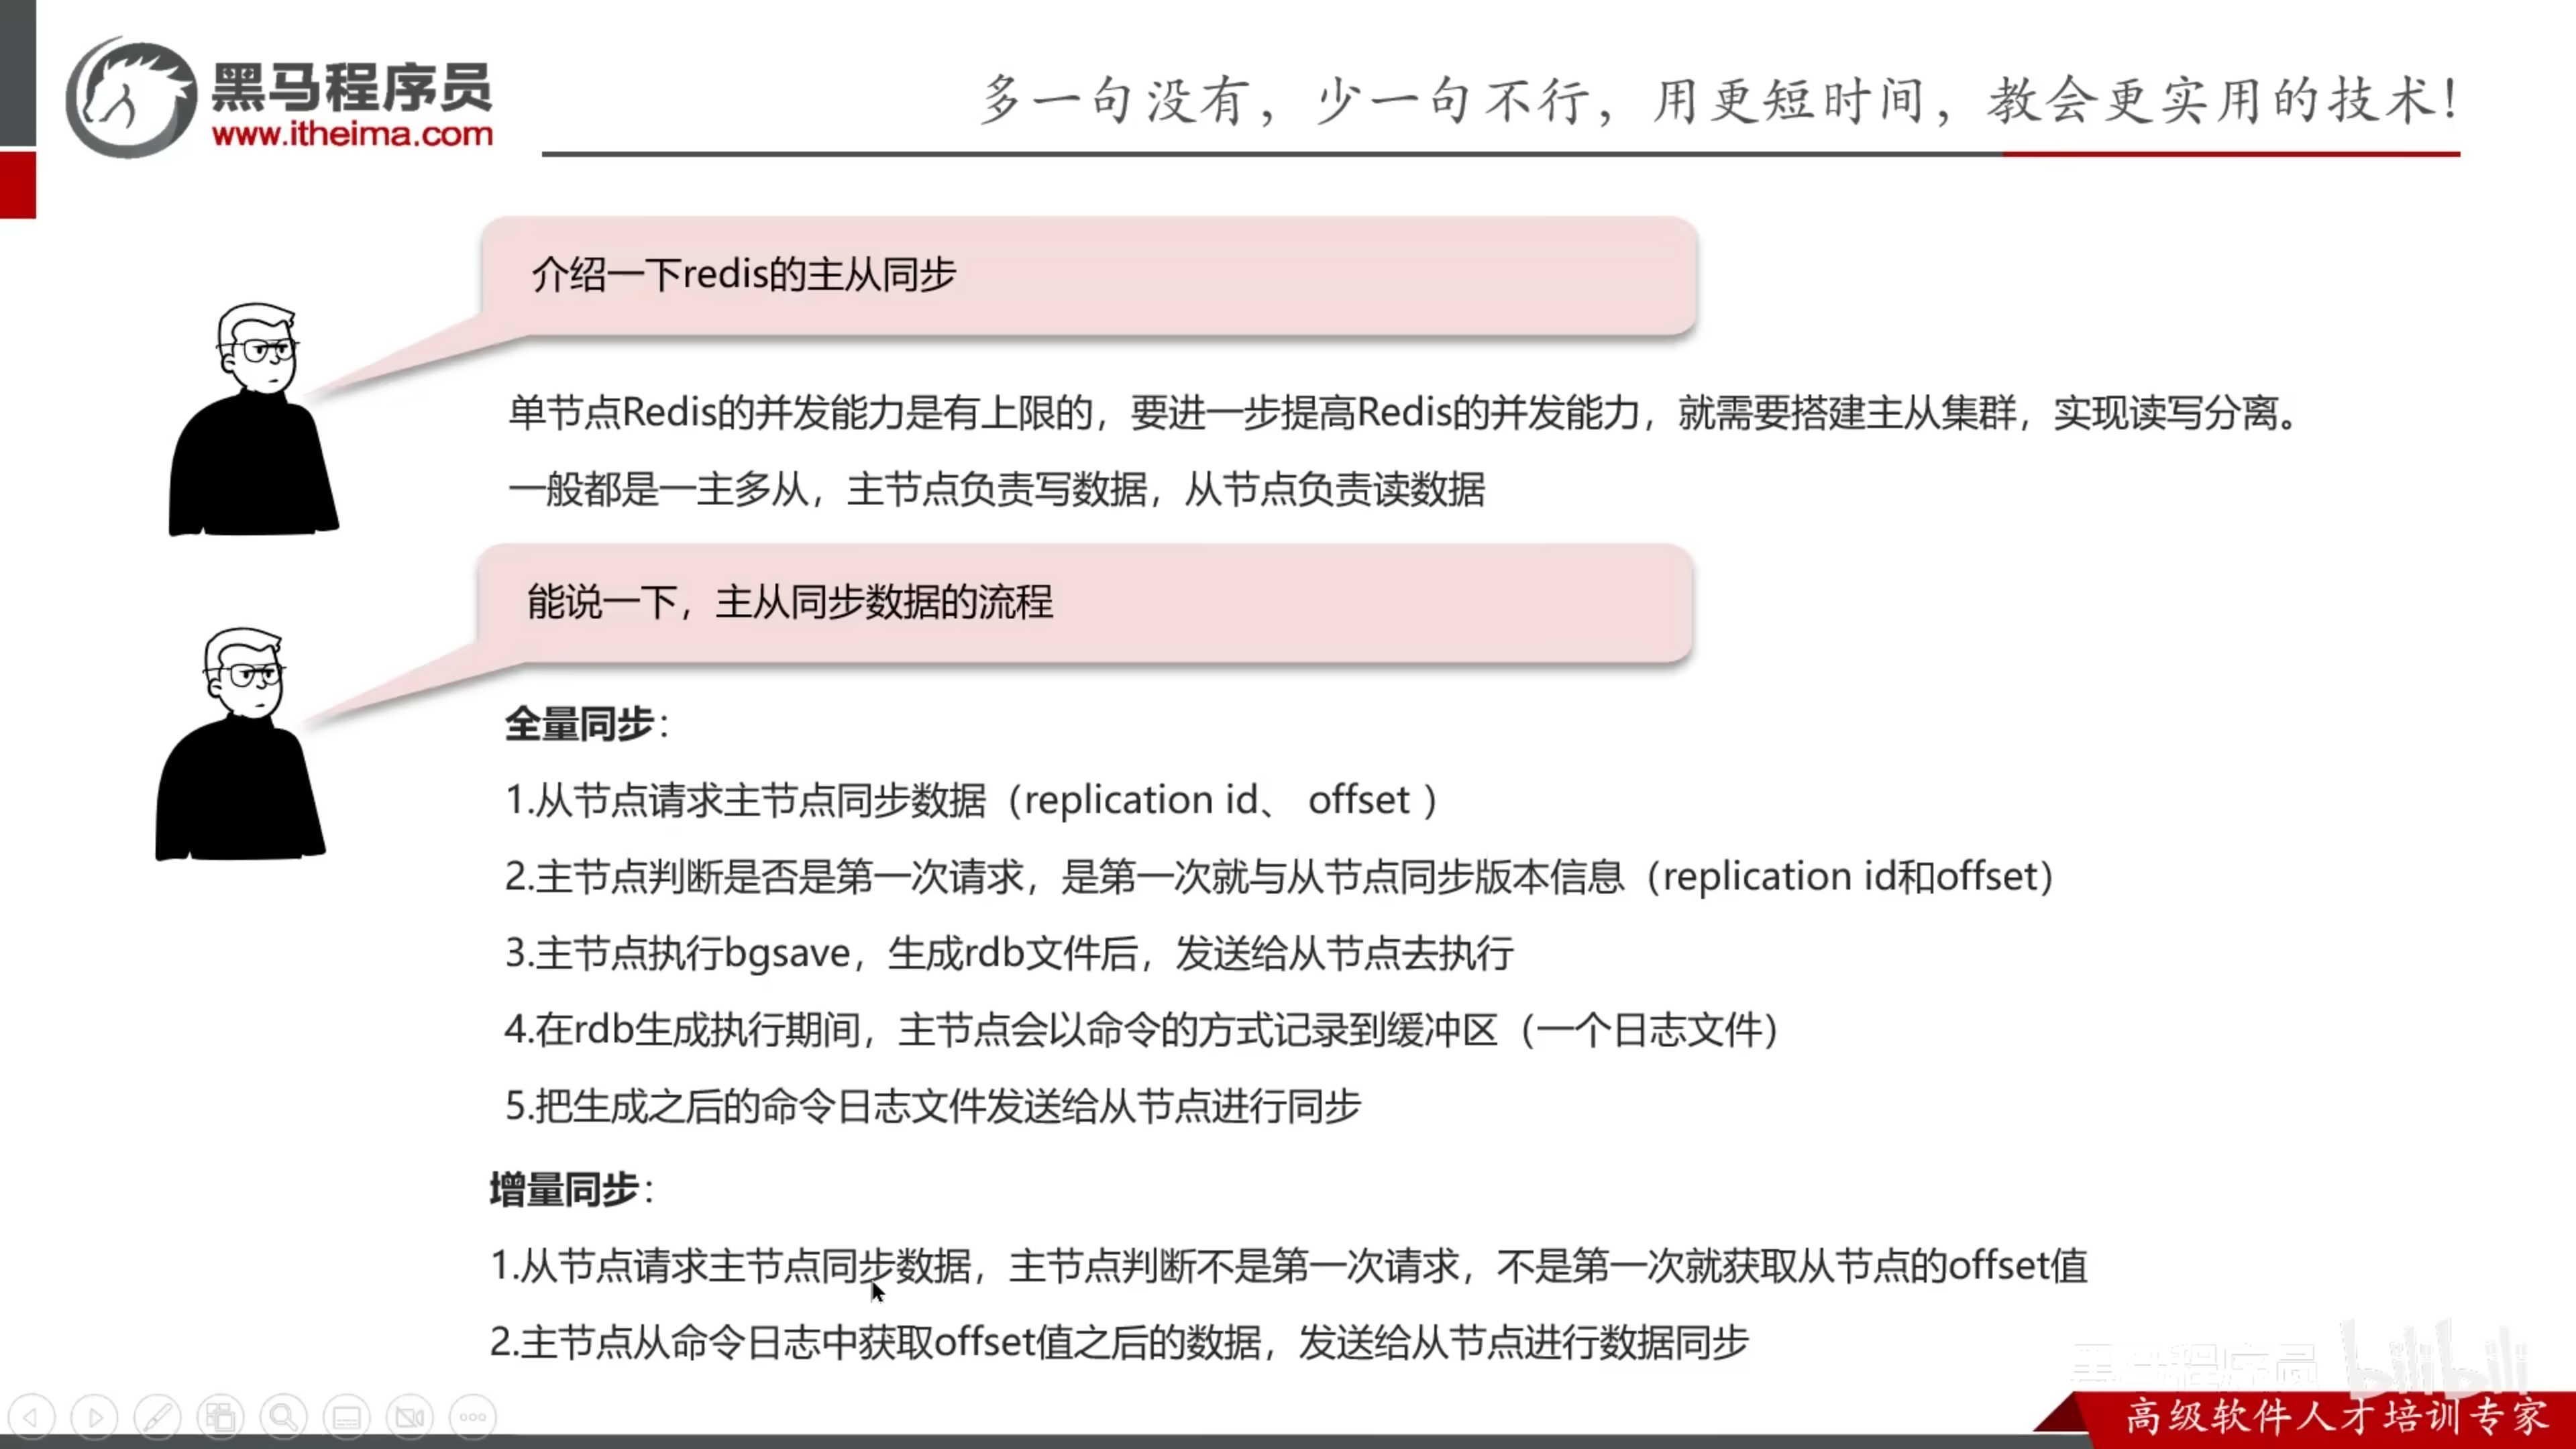 黑马程序员
www.itheima.com
多一句没有，少一句不行，用更短时间，教会更实用的技术！
介绍一下redis的主从同步
单节点Redis的并发能力是有上限的，要进一步提高Redis的并发能力，就需要搭建主从集群，实现读写分离。
一般都是一主多从，主节点负责写数据，从节点负责读数据
能说一下，主从同步数据的流程
全量同步：
1.从节点请求主节点同步数据（replication id、 offset ）
2.主节点判断是否是第一次请求，是第一次就与从节点同步版本信息（replication id和offset）
3.主节点执行bgsave，生成rdb文件后，发送给从节点去执行
4.在rdb生成执行期间，主节点会以命令的方式记录到缓冲区（一个日志文件）
5.把生成之后的命令日志文件发送给从节点进行同步
增量同步：
1.从节点请求主节点同步数据，主节点判断不是第一次请求，不是第一次就获取从节点的offset值
2.主节点从命令日志中获取offset值之后的数据，发送给从节点进行数据同步
黑马程序员 bilibili
高级软件人才培训专家